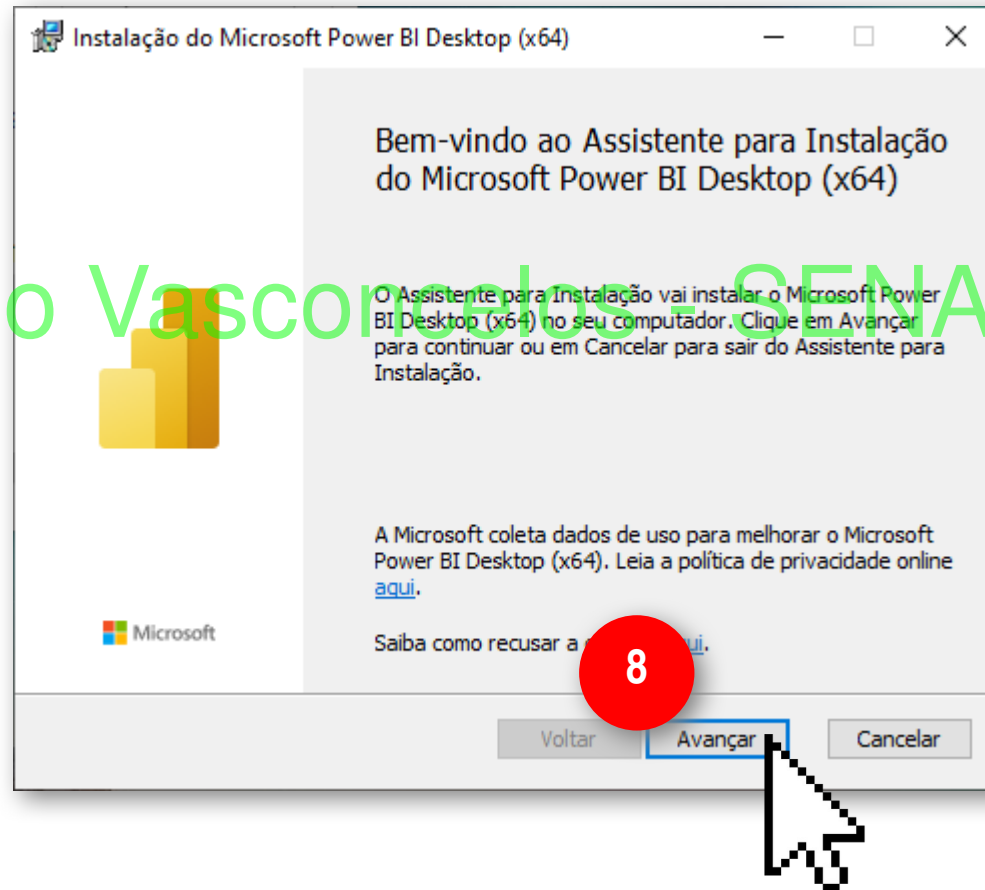 Instalação do Microsoft Power BI Desktop (x64)
Bem-vindo ao Assistente para Instalação
do Microsoft Power BI Desktop (x64)
o Vasconcelos - SENA
O Assistente para Instalação vai instalar o Microsoft Power
BI Desktop (x64) no seu computador. Clique em Avançar
para continuar ou em Cancelar para sair do Assistente para
Instalação.
A Microsoft coleta dados de uso para melhorar o Microsoft
Power BI Desktop (x64). Leia a política de privacidade online
aqui.
Microsoft
Saiba como recusar a
8
Voltar
Avançar
Cancelar